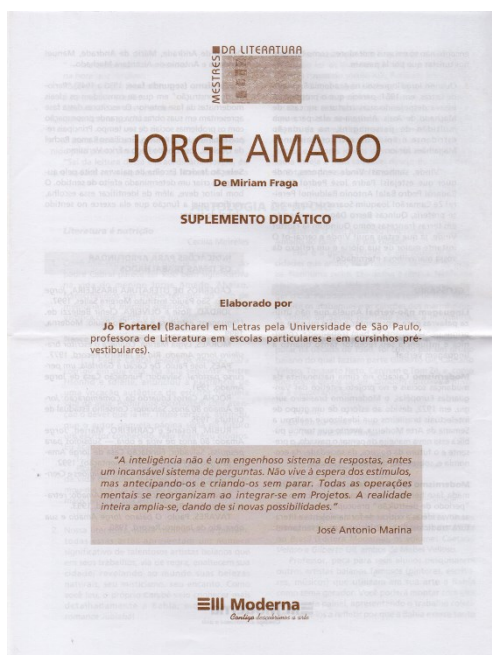 MESTRES
DA LITERATURA
JORGE AMADO
De Miriam Fraga
SUPLEMENTO DIDÁTICO
Elaborado por
Jô Fortarel (Bacharel em Letras pela Universidade de São Paulo,
professora de Literatura em escolas particulares e em cursinhos pré-
vestibulares).
"A inteligência não é um engenhoso sistema de respostas, antes
um incansável sistema de perguntas. Não vive à espera dos estímulos,
mas antecipando-os e criando-os sem parar. Todas as operações
mentais se reorganizam ao integrar-se em Projetos. A realidade
inteira amplia-se, dando de si novas possibilidades."
José Antonio Marina
Moderna